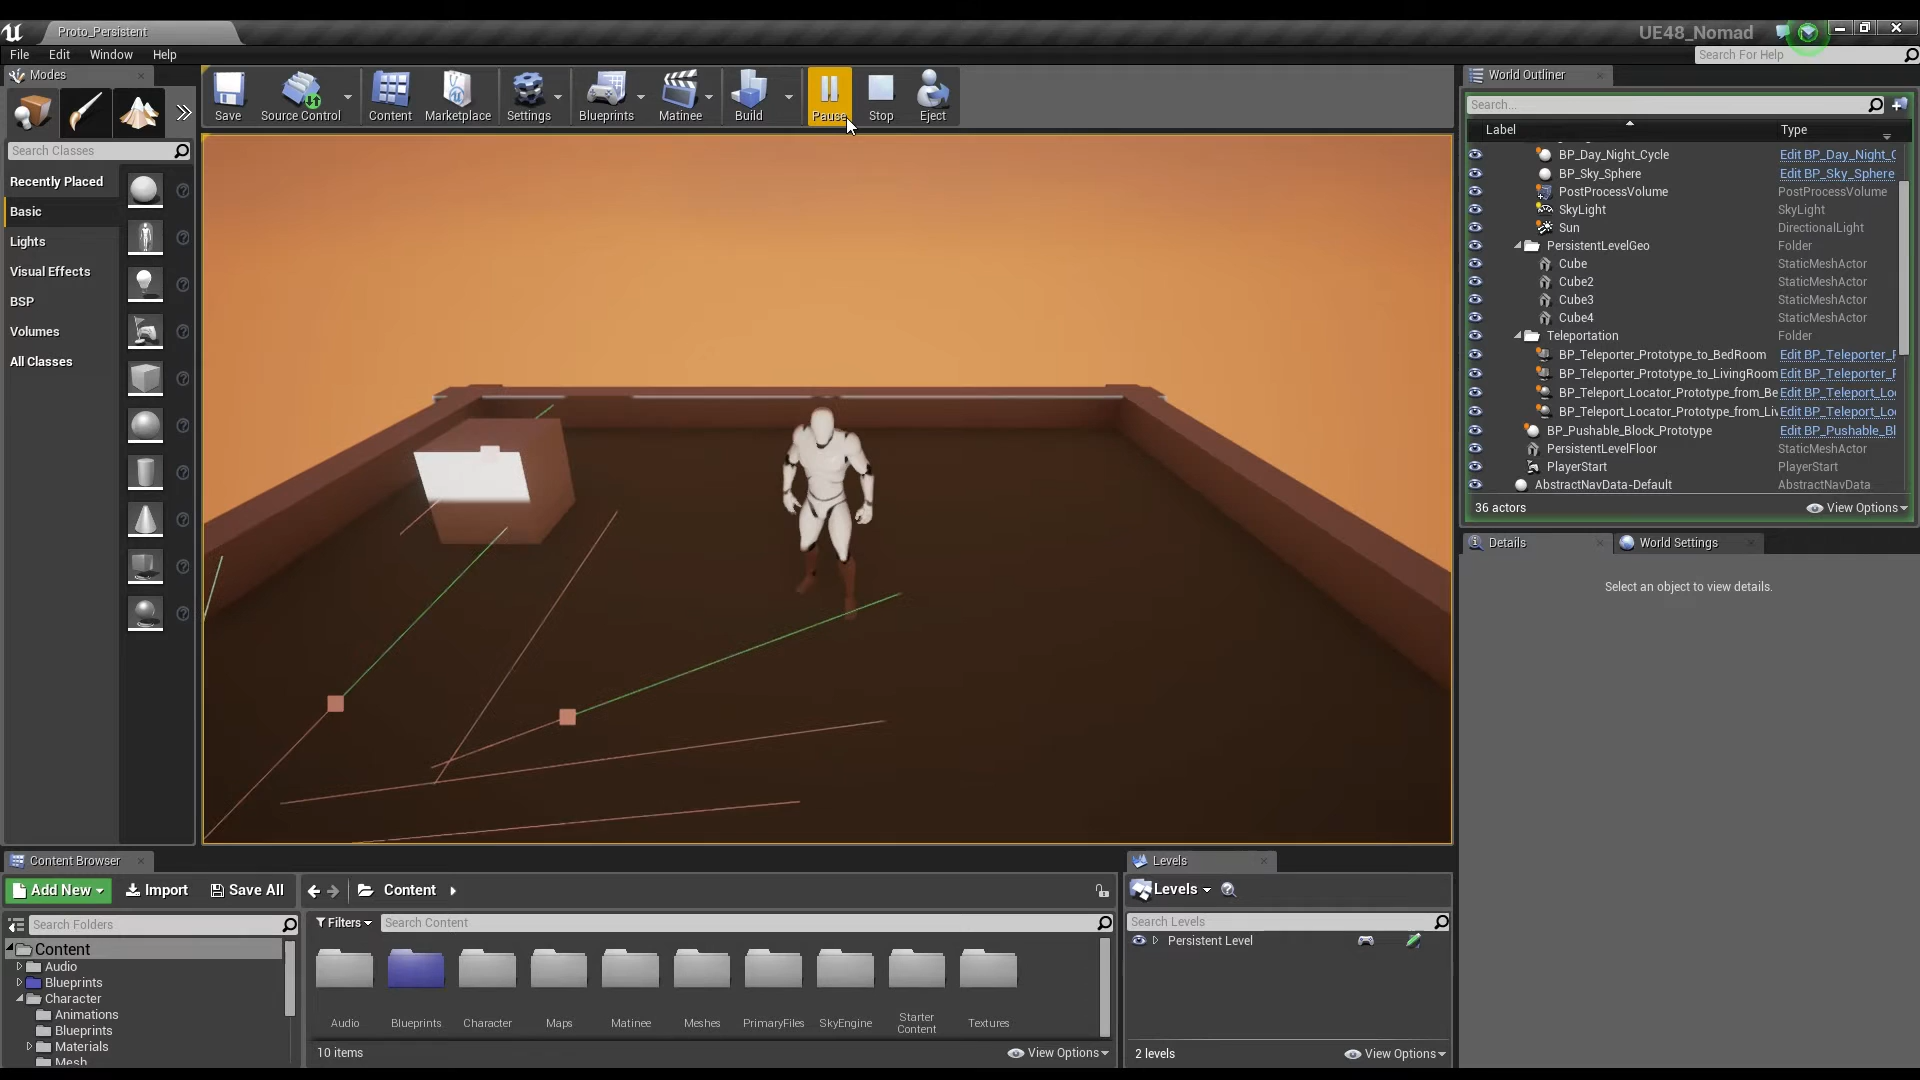 Proto_Persistent
UE48_Nomad
File Edit Window Help
Search For Help
Modes
Save
Source Control
Content
Marketplace
Settings
Blueprints
Matinee
Build
Pause
Stop
Eject
Search Classes
Recently Placed
Basic
Lights
Visual Effects
BSP
Volumes
All Classes
World Outliner
Search...
Label Type
BP_Day_Night_Cycle Edit BP_Day_Night_C
BP_Sky_Sphere Edit BP_Sky_Sphere
PostProcessVolume PostProcessVolume
SkyLight SkyLight
Sun DirectionalLight
PersistentLevelGeo Folder
Cube StaticMeshActor
Cube2 StaticMeshActor
Cube3 StaticMeshActor
Cube4 StaticMeshActor
Teleportation Folder
BP_Teleporter_Prototype_to_BedRoom Edit BP_Teleporter_P
BP_Teleporter_Prototype_to_LivingRoom Edit BP_Teleporter_P
BP_Teleport_Locator_Prototype_from_Be Edit BP_Teleport_Lo
BP_Teleport_Locator_Prototype_from_Liv Edit BP_Teleport_Lo
BP_Pushable_Block_Prototype Edit BP_Pushable_Bl
PersistentLevelFloor StaticMeshActor
PlayerStart PlayerStart
AbstractNavData-Default AbstractNavData
36 actors View Options
Details World Settings
Select an object to view details.
Content Browser
Add New Import Save All Content
Search Folders
Content
Audio
Blueprints
Character
Animations
Blueprints
Materials
Mesh
Filters Search Content
Audio
Blueprints
Character
Maps
Matinee
Meshes
PrimaryFiles
SkyEngine
Starter
Content
Textures
10 items View Options
Levels
Levels
Search Levels
Persistent Level
2 levels View Options